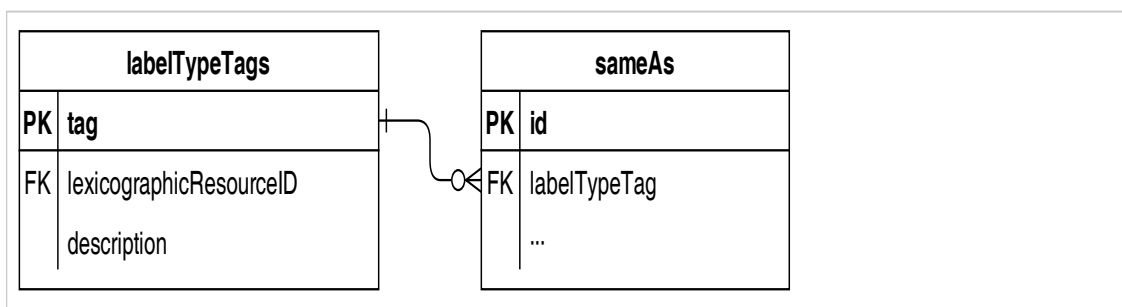 labelTypeTags
PK tag
FK lexicographicResourceID
description
sameAs
PK id
FK labelTypeTag
...